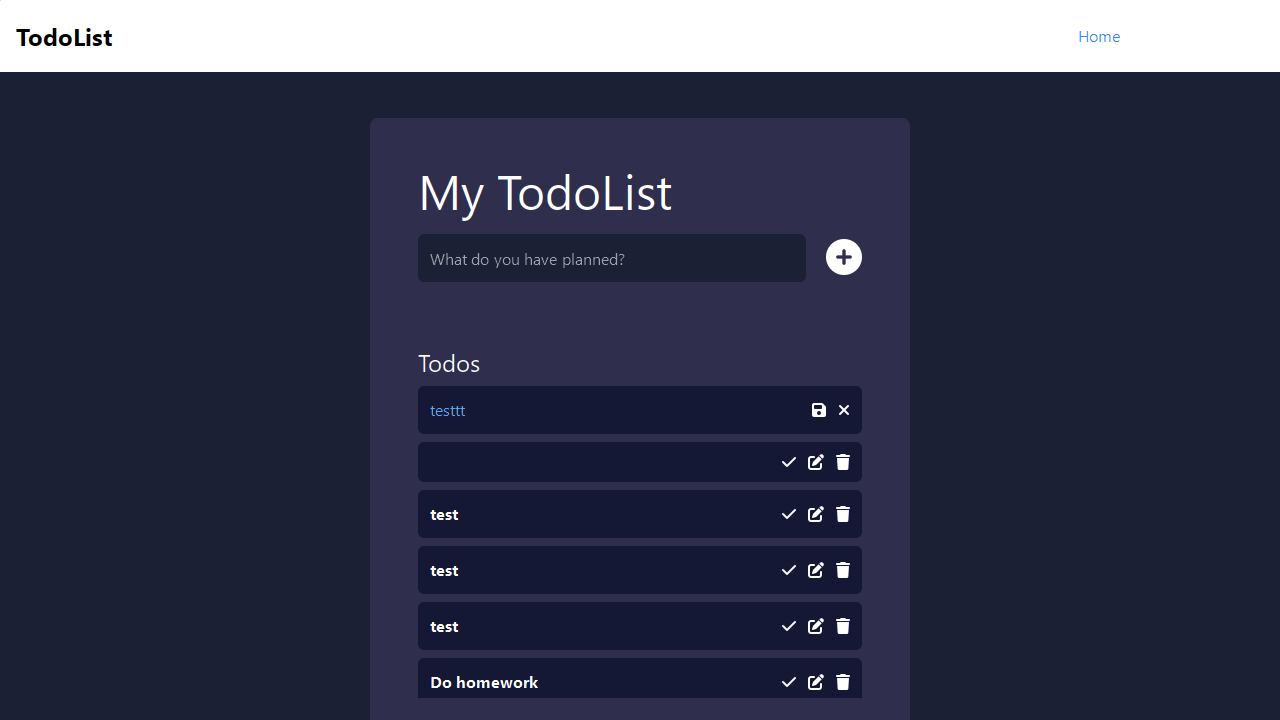 TodoList
Home
My TodoList
What do you have planned?
Todos
testtt
test
test
test
Do homework